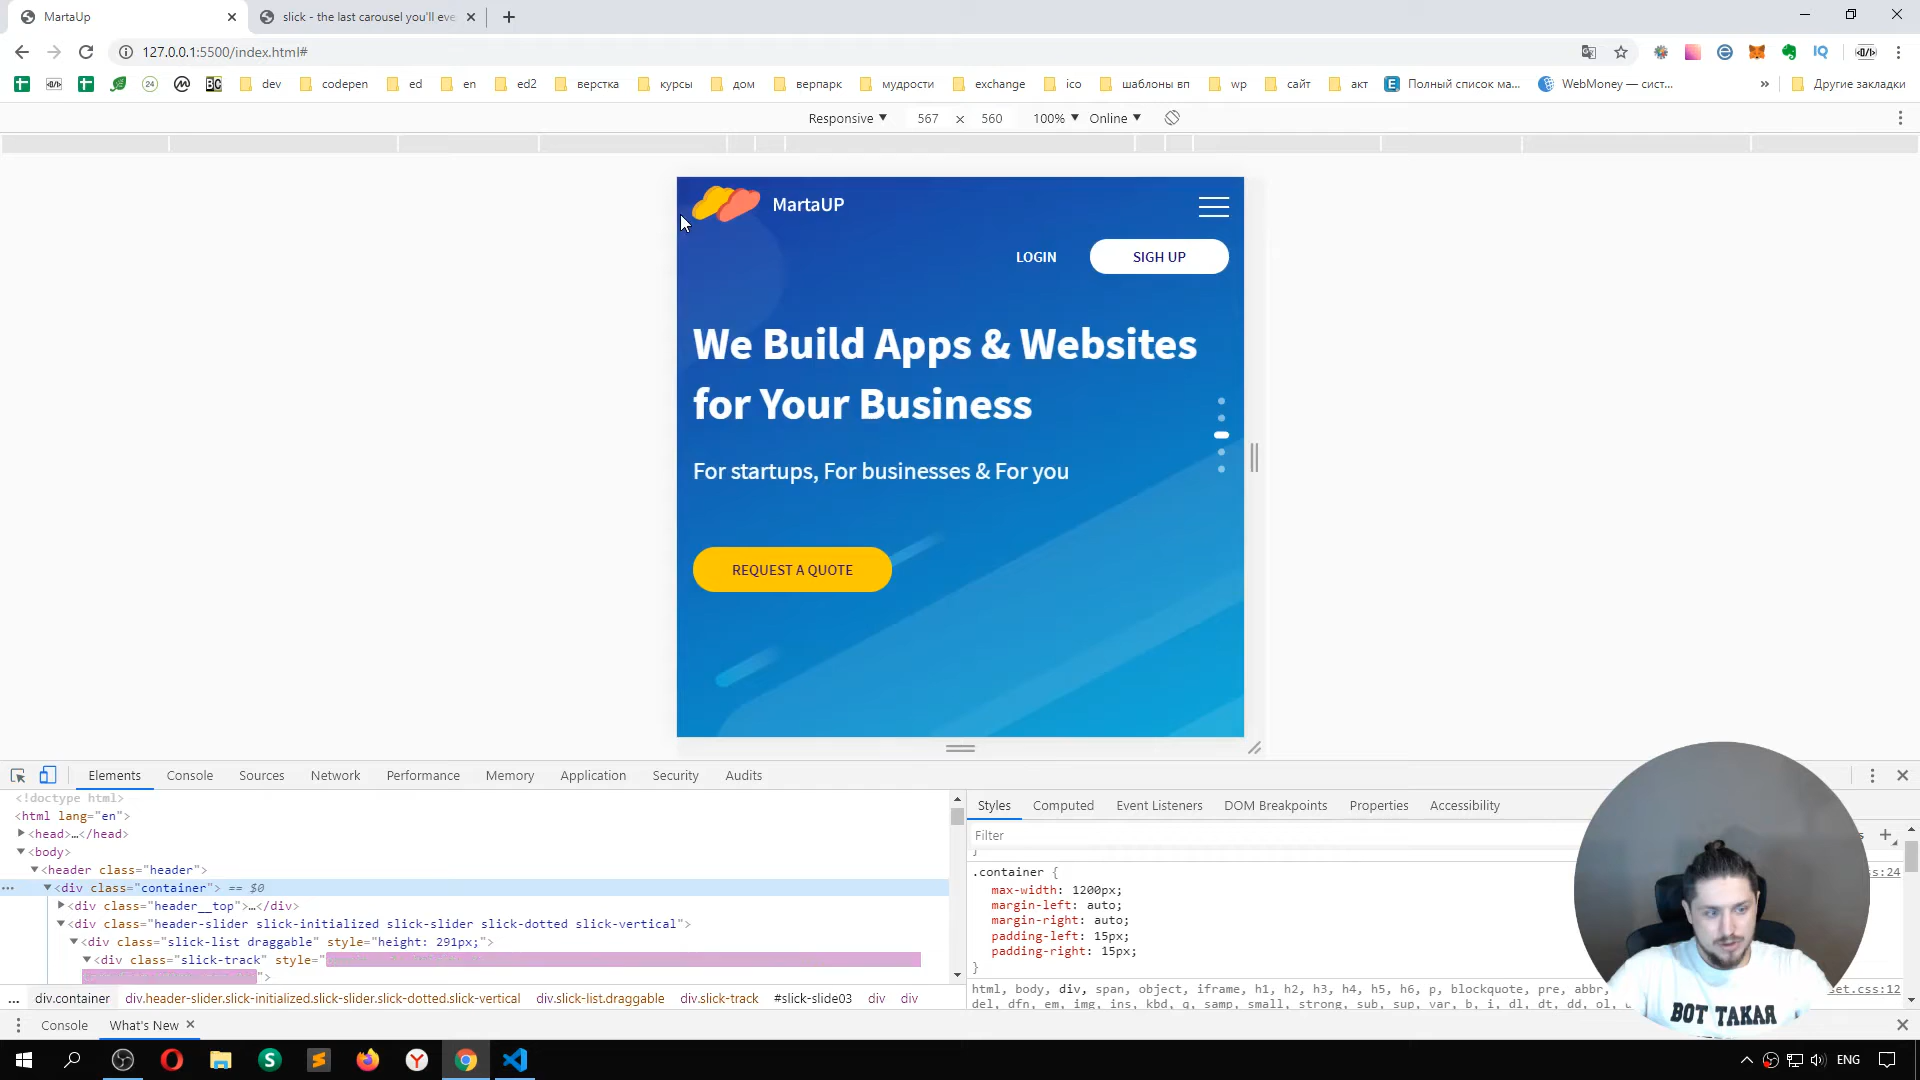 MartaUp
slick - the last carousel you'll eve
127.0.0.1:5500/index.html#
24
BC
dev
codepen
ed
en
ed2
верстка
курсы
дом
верпарк
мудрости
exchange
ico
шаблоны вп
wp
сайт
акт
Полный список ма...
WebMoney — сист...
»
Другие закладки
Responsive
567 × 560
100%
Online
MartaUP
LOGIN
SIGH UP
We Build Apps & Websites
for Your Business
For startups, For businesses & For you
REQUEST A QUOTE
Elements
Console
Sources
Network
Performance
Memory
Application
Security
Audits
<!doctype html>
<html lang="en">
<head>…</head>
<body>
<header class="header">
<div class="container"> == $0
<div class="header__top">…</div>
<div class="header-slider slick-initialized slick-slider slick-dotted slick-vertical">
<div class="slick-list draggable" style="height: 291px;">
<div class="slick-track" style="
">
... div.container div.header-slider.slick-initialized.slick-slider.slick-dotted.slick-vertical div.slick-list.draggable div.slick-track #slick-slide03 div div
Styles
Computed
Event Listeners
DOM Breakpoints
Properties
Accessibility
Filter
}
.container {
max-width: 1200px;
margin-left: auto;
margin-right: auto;
padding-left: 15px;
padding-right: 15px;
}
html, body, div, span, object, iframe, h1, h2, h3, h4, h5, h6, p, blockquote, pre, abbr,
del, dfn, em, img, ins, kbd, q, samp, small, strong, sub, sup, var, b, i, dl, dt, dd, ol,
ss:24
set.css:12
Console
What's New
ВОТ ТАКАЯ
ENG